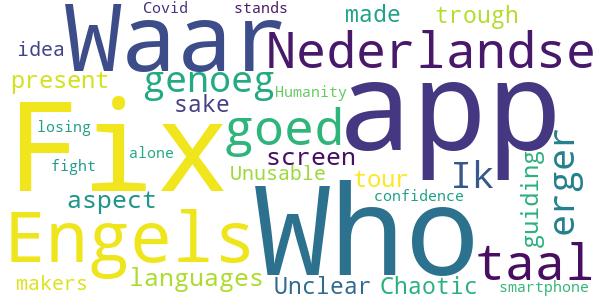 Covid stands
Waar made trough
idea Nederlandse
present genoeg app
sake Humanity
Fix goed
losing screen erger
fight alone Unusable Ik
aspect Who tour guiding
Engels confidence taal
languages
makers Unclear Chaotic smartphone